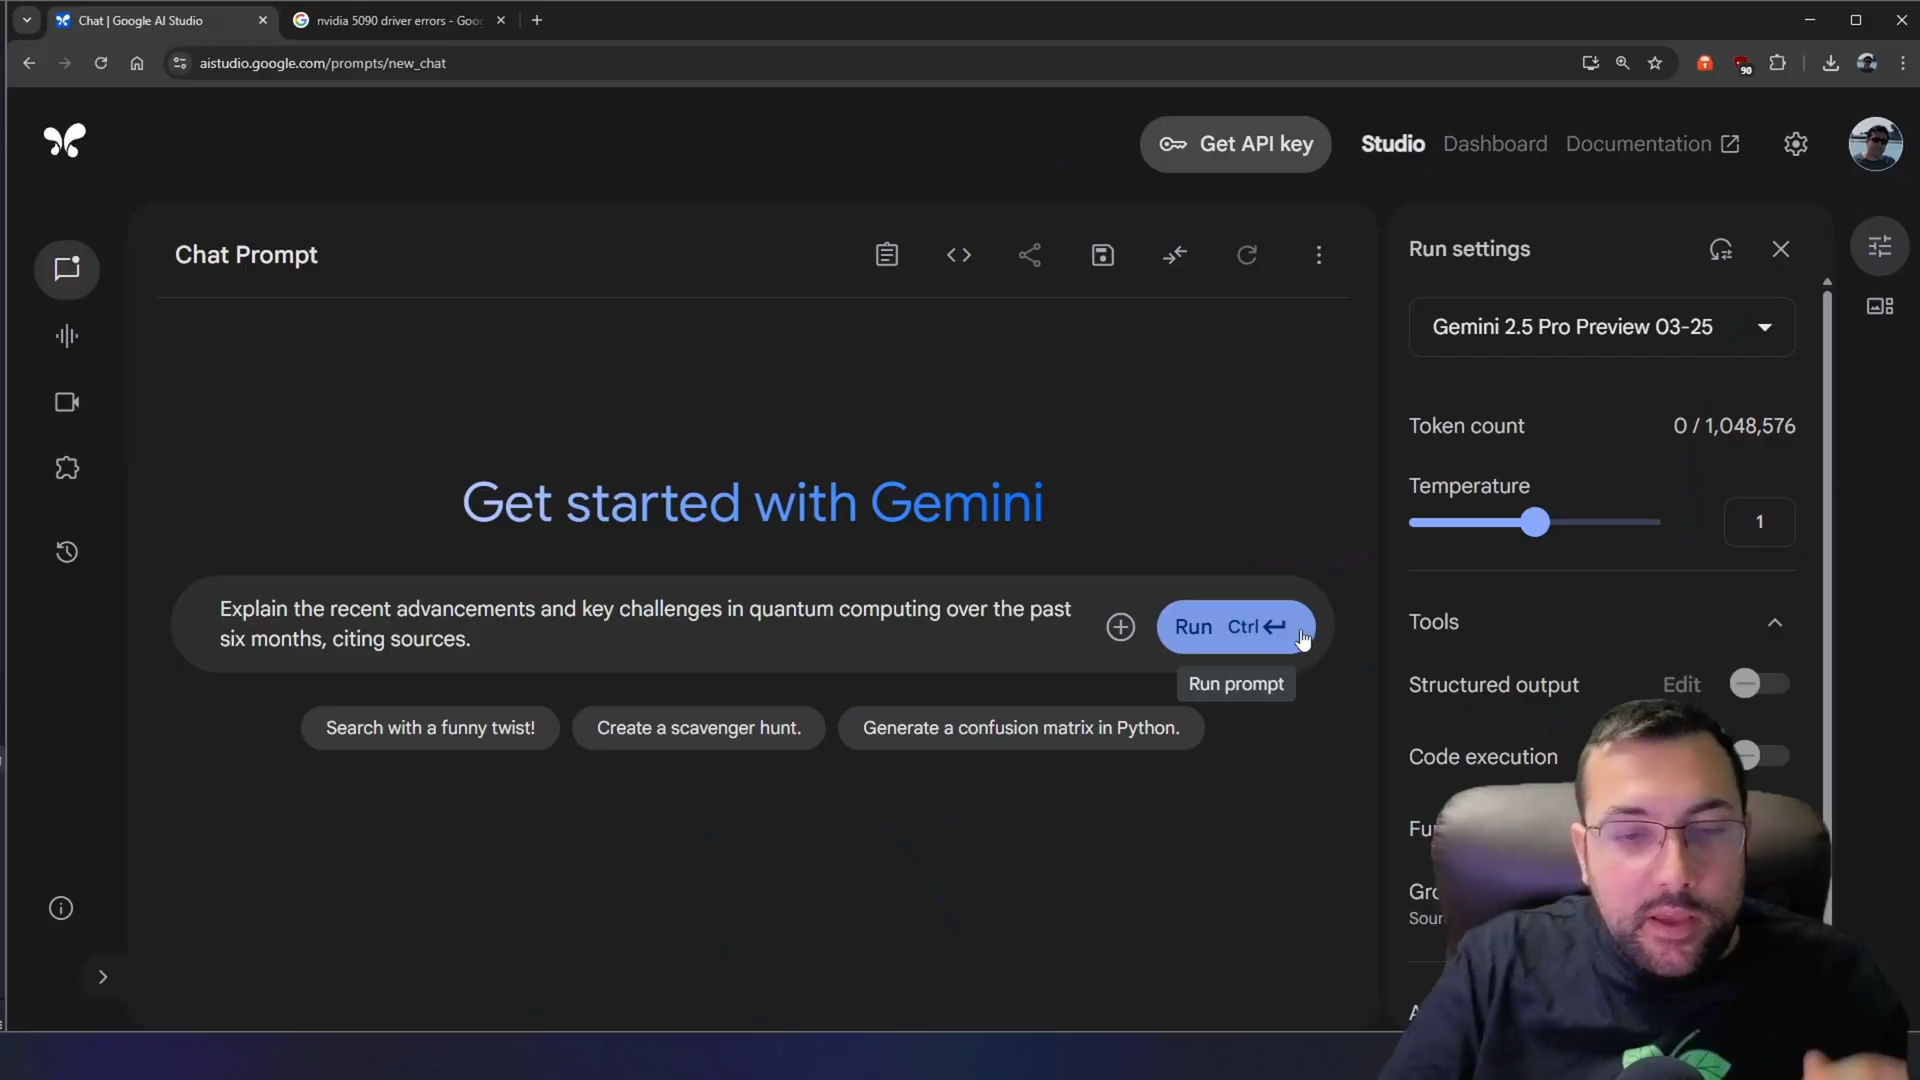 Chat | Google AI Studio
nvidia 5090 driver errors - Goo
aistudio.google.com/prompts/new_chat
90
Get API key
Studio
Dashboard
Documentation
Chat Prompt
Run settings
Gemini 2.5 Pro Preview 03-25
Token count
0 / 1,048,576
Temperature
1
Get started with Gemini
Explain the recent advancements and key challenges in quantum computing over the past
six months, citing sources.
Run Ctrl
Run prompt
Search with a funny twist!
Create a scavenger hunt.
Generate a confusion matrix in Python.
Tools
Structured output
Edit
Code execution